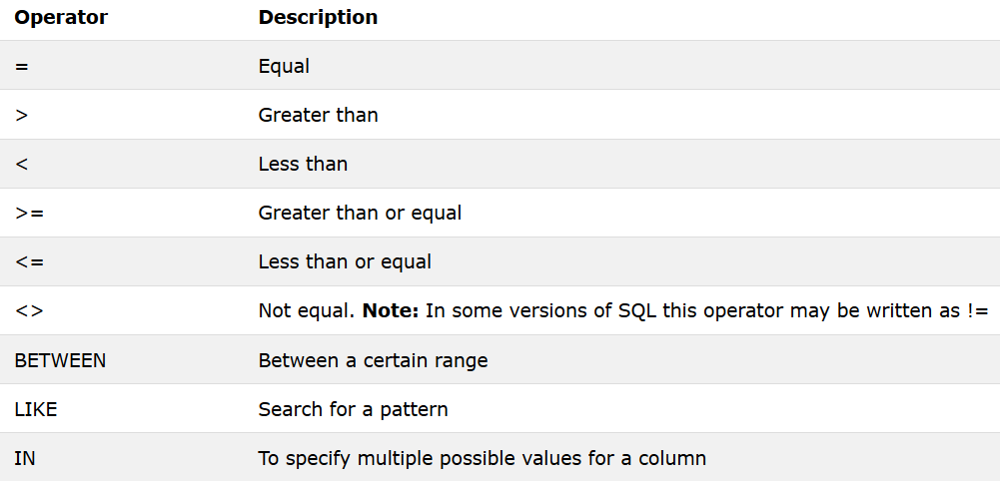 Operator Description
= Equal
> Greater than
< Less than
>= Greater than or equal
<= Less than or equal
<> Not equal. Note: In some versions of SQL this operator may be written as !=
BETWEEN Between a certain range
LIKE Search for a pattern
IN To specify multiple possible values for a column